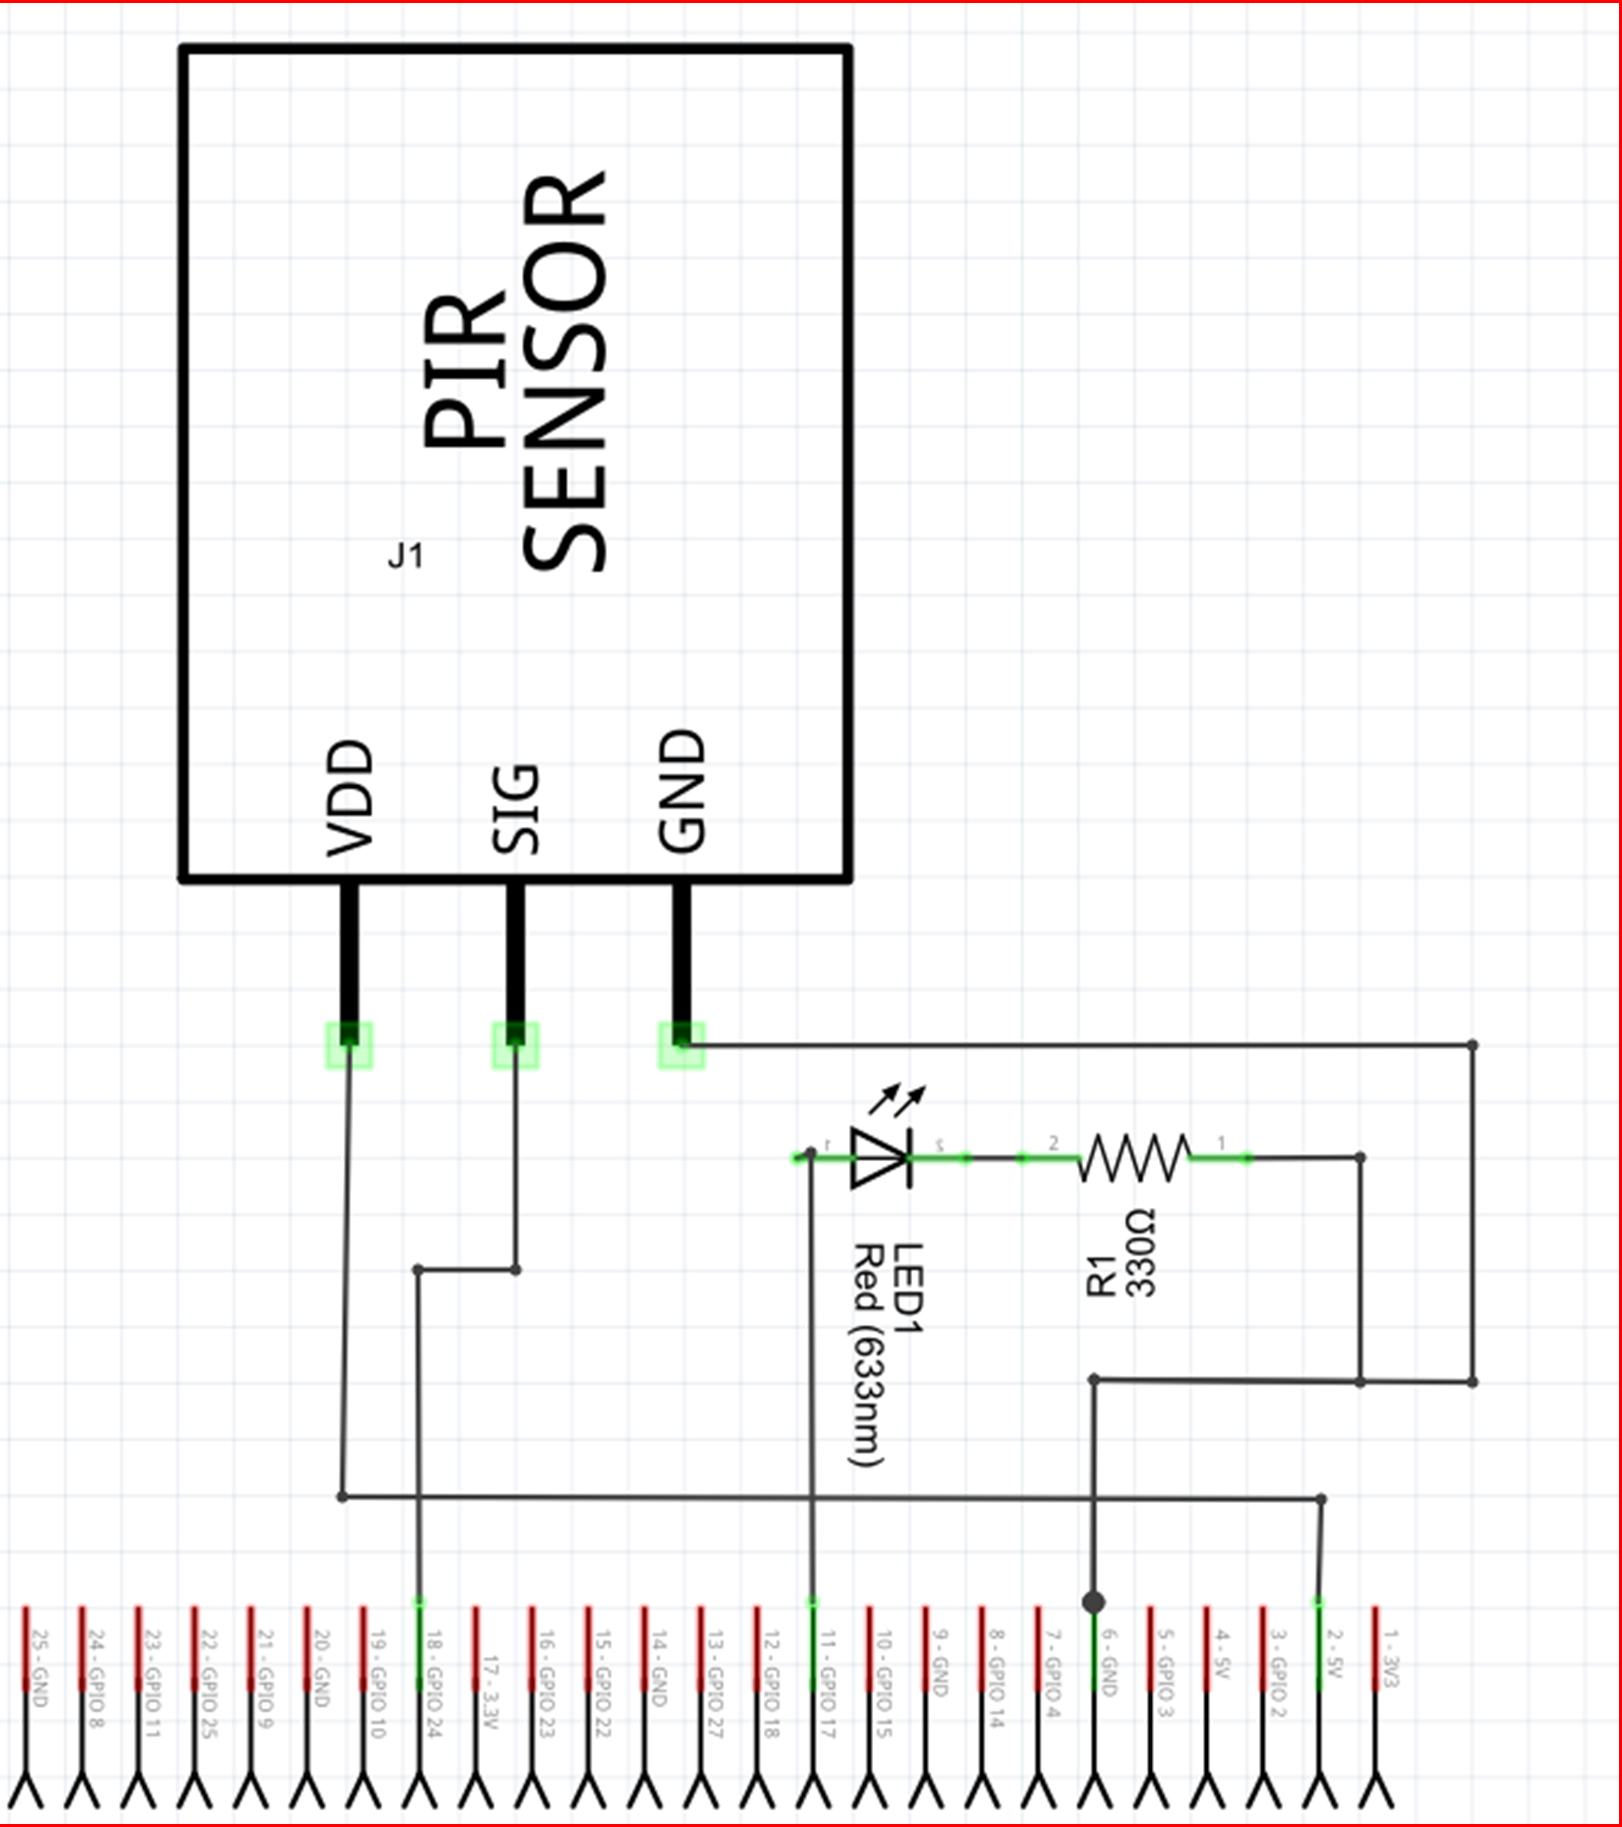 PIR
SENSOR
J1
VDD
SIG
GND
1
2
2
1
LED1
Red (633nm)
R1
330Ω
25 - GND
24 - GPIO 8
23 - GPIO 11
22 - GPIO 25
21 - GPIO 9
20 - GND
19 - GPIO 10
18 - GPIO 24
17 - 3.3V
16 - GPIO 23
15 - GPIO 22
14 - GND
13 - GPIO 27
12 - GPIO 18
11 - GPIO 17
10 - GPIO 15
9 - GND
8 - GPIO 14
7 - GPIO 4
6 - GND
5 - GPIO 3
4 - 5V
3 - GPIO 2
2 - 5V
1 - 3V3